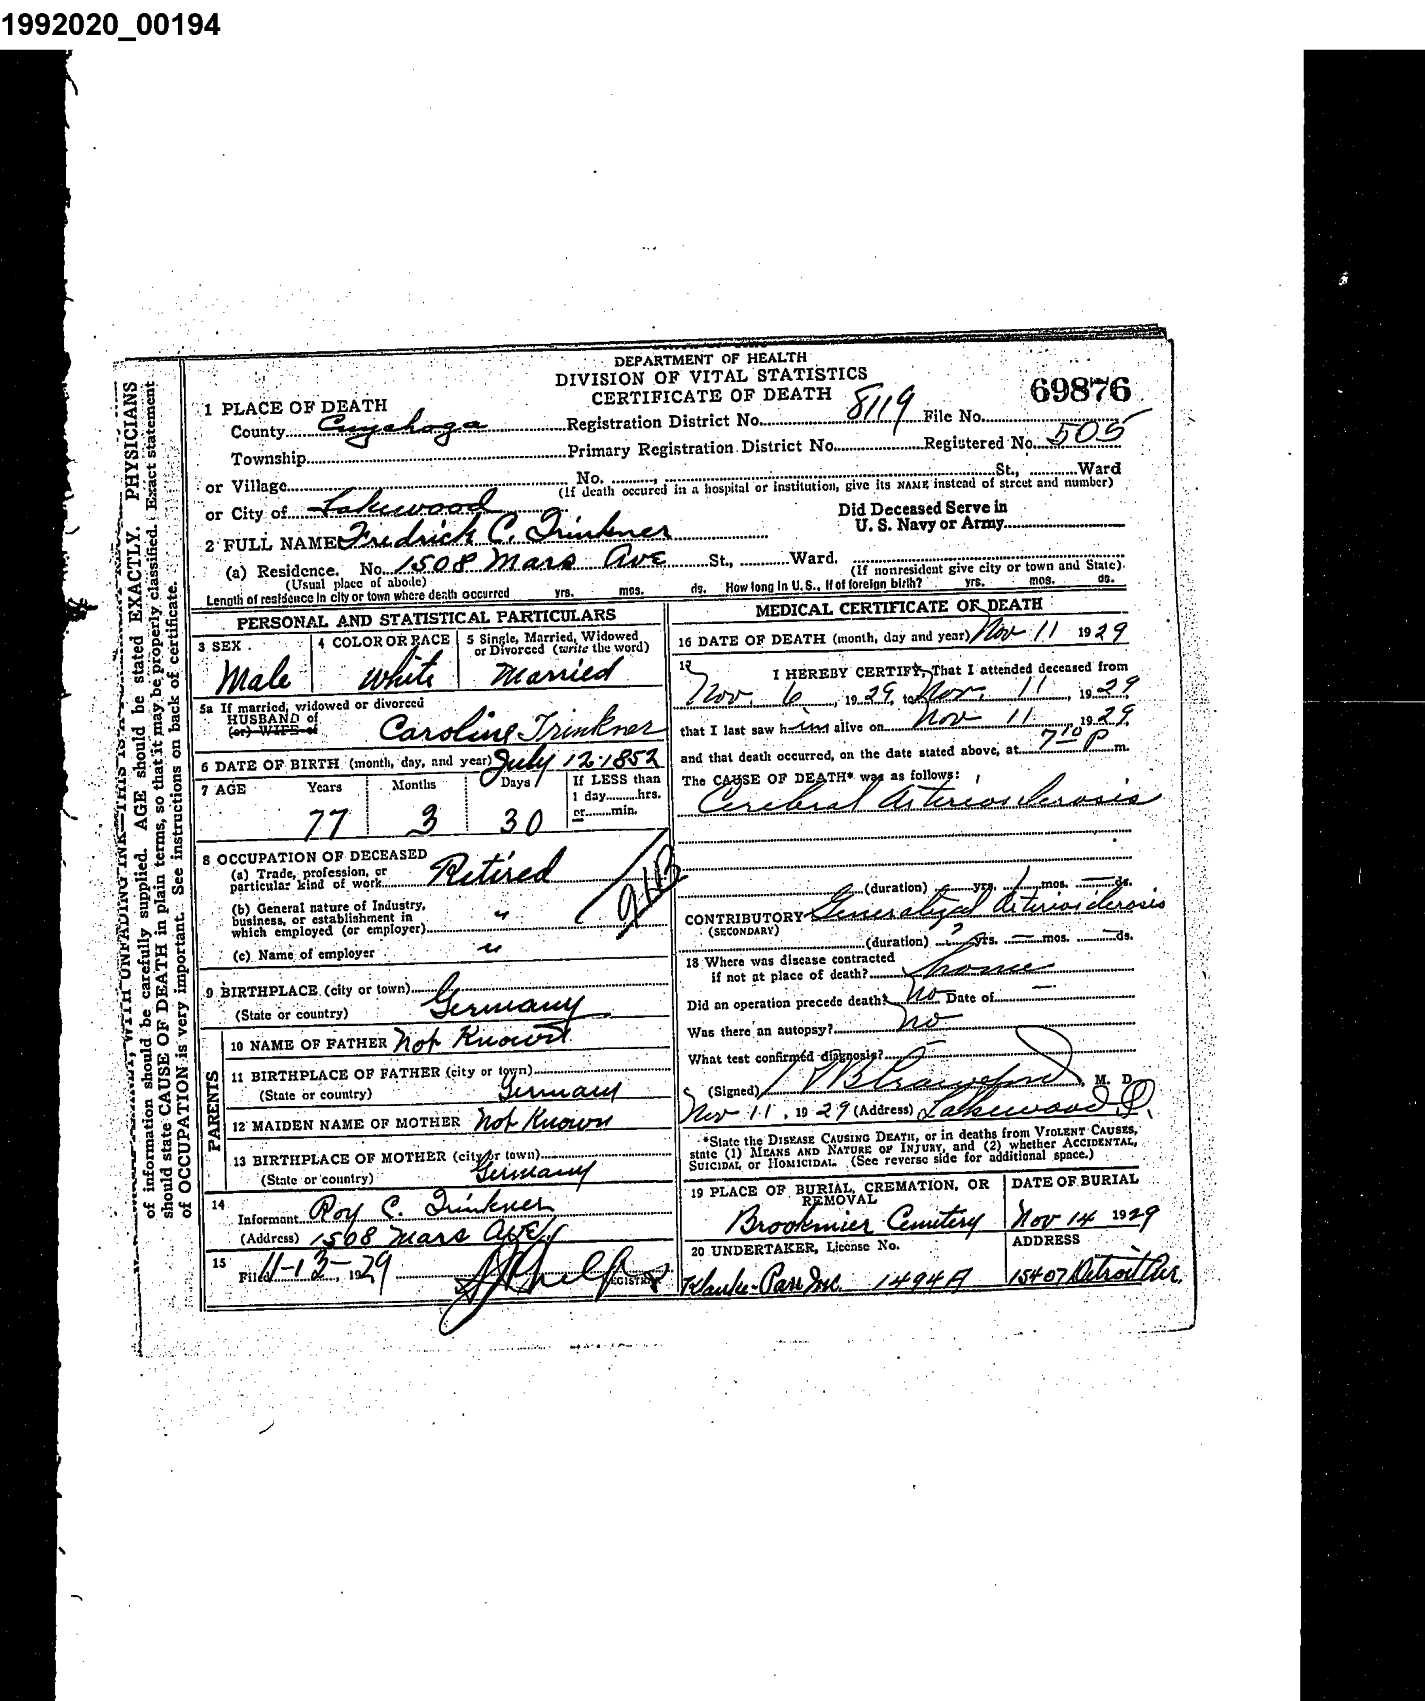 1992020_00194
DEPARTMENT OF HEALTH
DIVISION OF VITAL STATISTICS
CERTIFICATE OF DEATH
69876
1 PLACE OF DEATH
County Cuyahoga Registration District No. 8119 File No.
Township Primary Registration District No. Registered No. 505
or Village No. St., Ward
(If death occured in a hospital or institution, give its NAME instead of street and number)
or City of Lakewood
Did Deceased Serve in
U. S. Navy or Army
2 FULL NAME Fredrick C. Trinkner
(a) Residence. No. 1508 Mars Ave St., Ward.
(Usual place of abode) (If nonresident give city or town and State)
Length of residence in city or town where death occurred yrs. mos. ds. How long in U. S., if of foreign birth? yrs. mos. ds.
PERSONAL AND STATISTICAL PARTICULARS
3 SEX 4 COLOR OR RACE 5 Single, Married, Widowed
or Divorced (write the word)
Male White Married
5a If married, widowed or divorced
HUSBAND of
(or) WIFE of
Caroline Trinkner
6 DATE OF BIRTH (month, day, and year) July 12-1852
7 AGE Years Months Days If LESS than
1 day hrs.
or min.
77 3 30
8 OCCUPATION OF DECEASED
(a) Trade, profession, or
particular kind of work Retired
(b) General nature of Industry,
business, or establishment in
which employed (or employer) "
(c) Name of employer "
9 BIRTHPLACE (city or town)
(State or country) Germany
PARENTS
10 NAME OF FATHER Not Known
11 BIRTHPLACE OF FATHER (city or town)
(State or country) Germany
12 MAIDEN NAME OF MOTHER Not Known
13 BIRTHPLACE OF MOTHER (city or town)
(State or country) Germany
14
Informant Roy C. Trinkner
(Address) 1508 Mars Ave
15
Filed 11-13-, 1929 REGISTRAR
MEDICAL CERTIFICATE OF DEATH
16 DATE OF DEATH (month, day and year) Nov 11 1929
17
I HEREBY CERTIFY, That I attended deceased from
Nov. 6, 1929, to Nov. 11, 1929,
that I last saw him alive on Nov 11, 1929,
and that death occurred, on the date stated above, at 7 10 P m.
The CAUSE OF DEATH* was as follows:
Cerebral Arteriosclerosis
(duration) yrs. mos. ds.
CONTRIBUTORY Generalized Arteriosclerosis
(SECONDARY)
(duration) ? yrs. — mos. — ds.
18 Where was disease contracted
if not at place of death? home
Did an operation precede death? No Date of —
Was there an autopsy? no
What test confirmed diagnosis?
(Signed) Crawford, M. D.
Nov 11, 1929 (Address) Lakewood O.
*State the DISEASE CAUSING DEATH, or in deaths from VIOLENT CAUSES,
state (1) MEANS AND NATURE OF INJURY, and (2) whether ACCIDENTAL,
SUICIDAL or HOMICIDAL. (See reverse side for additional space.)
19 PLACE OF BURIAL, CREMATION, OR
REMOVAL
Brookmier Cemetery
DATE OF BURIAL
Nov 14 1929
20 UNDERTAKER, License No.
1494A
ADDRESS
15407 Detroit Ave.
of information should be carefully supplied. AGE should be stated EXACTLY. PHYSICIANS
should state CAUSE OF DEATH in plain terms, so that it may be properly classified. Exact statement
of OCCUPATION is very important. See instructions on back of certificate.